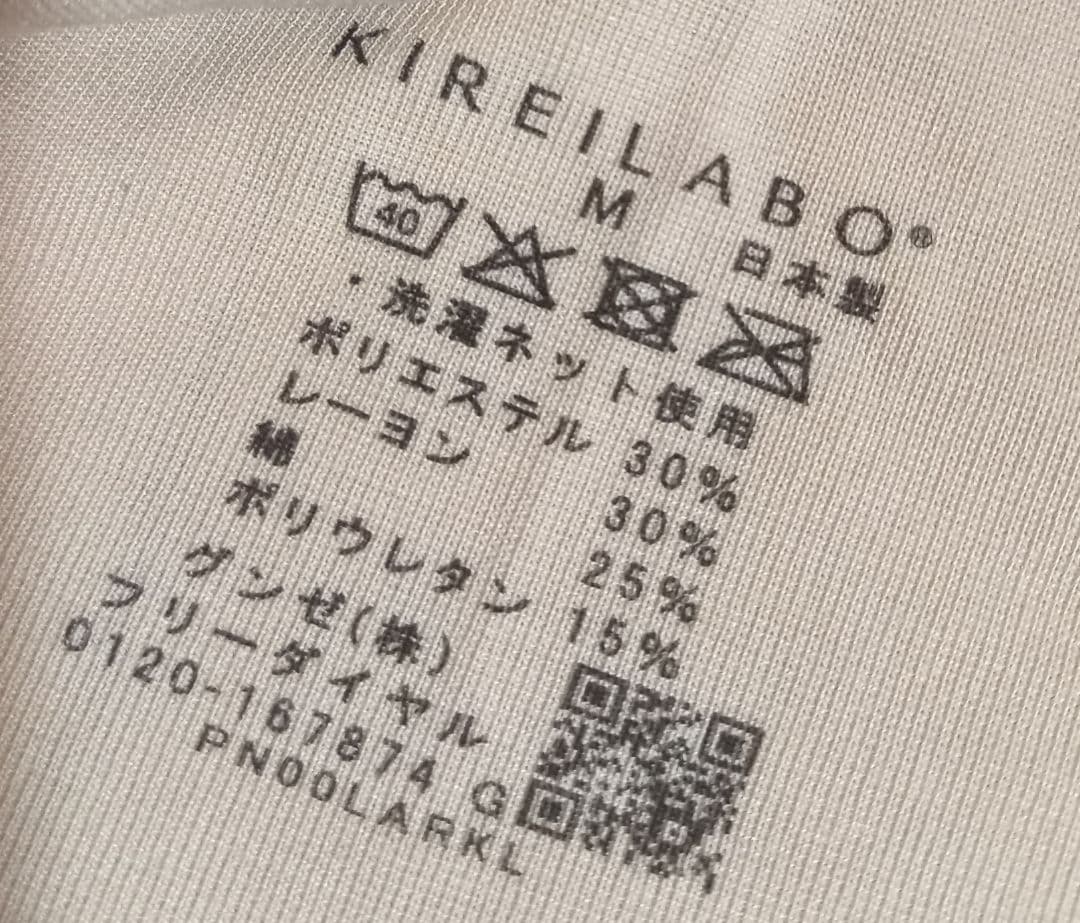 KIREILABO®
M 日本製
40
・洗濯ネット使用
ポリエステル 30%
レーヨン 30%
綿 25%
ポリウレタン 15%
グンゼ(株)
フリーダイヤル
0120-167874 G
PN00LARKL